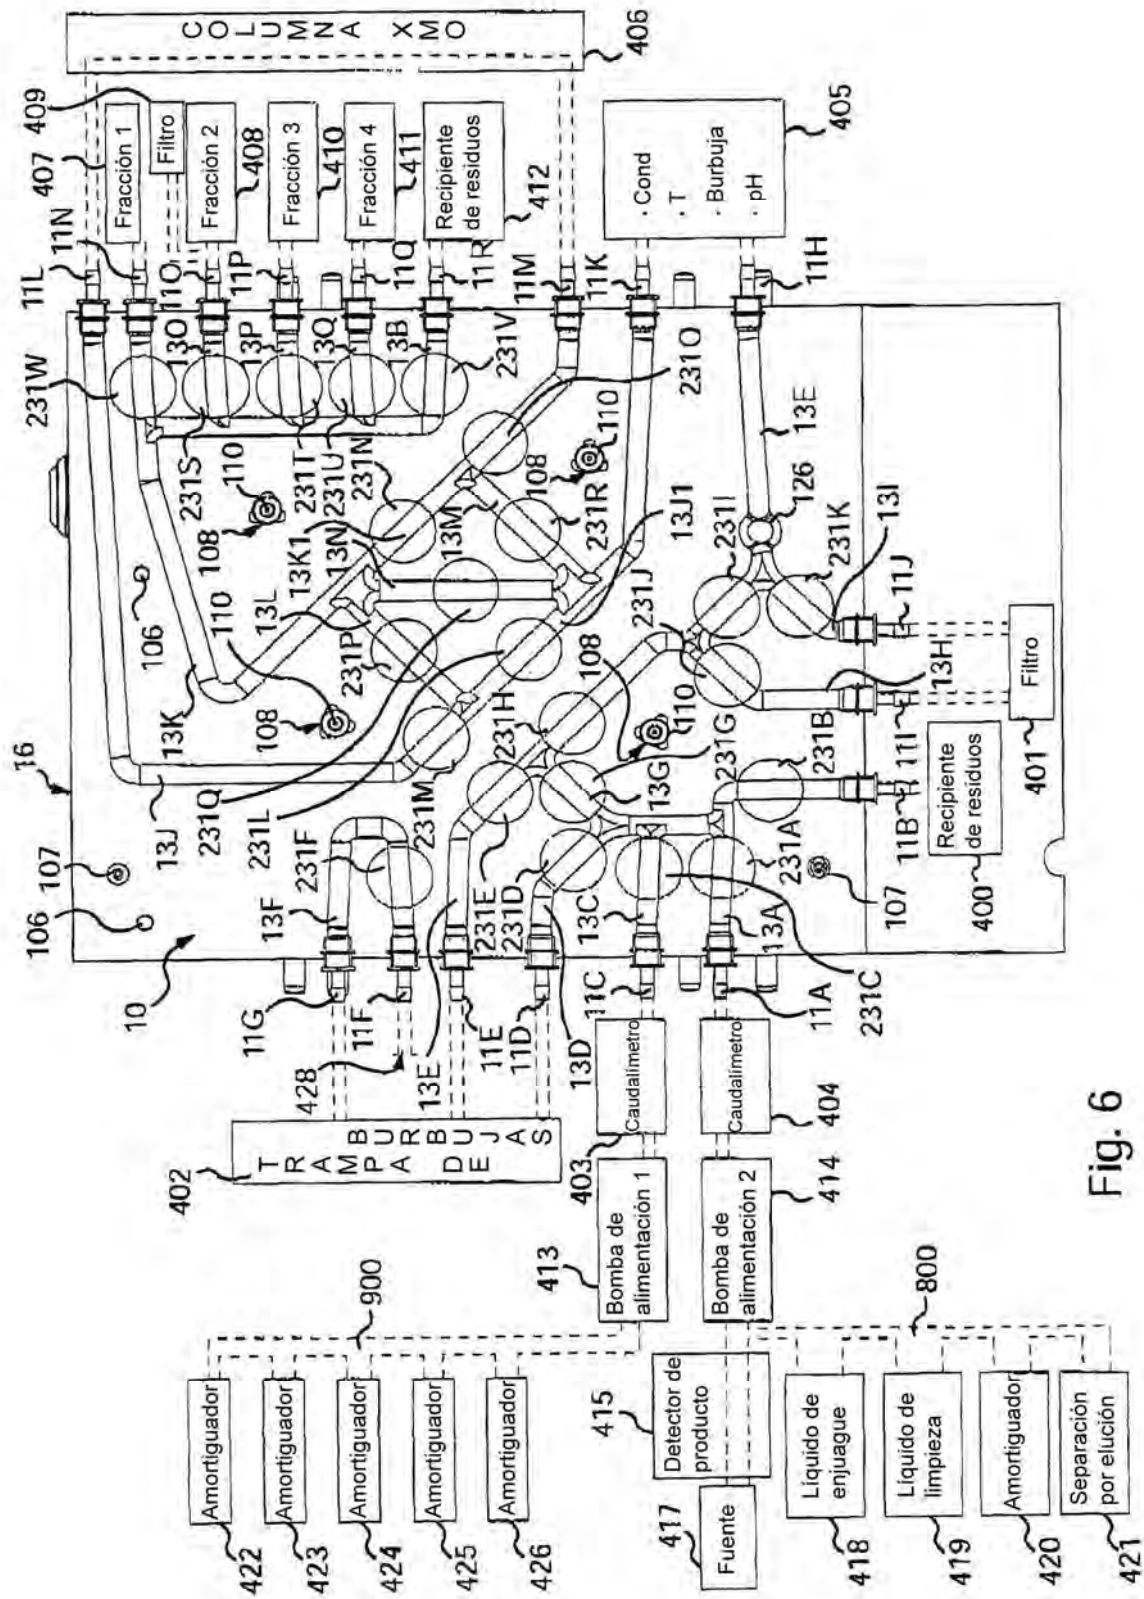 COLUMNA XMO
406
409
407
Fracción 1
Filtro
Fracción 2
408
Fracción 3
410
Fracción 4
411
Recipiente
de residuos
412
· Cond
· T
· Burbuja
· pH
405
11L
11N
11O
11P
11Q
11R
11M
11K
11H
231W
13O
13P
13Q
13B
231V
231S
231T
231U
231N
231O
110
108
13K1
13N
13M
108
110
231R
13J1
13E
126
106
110
13L
231P
231J
231I
231K
13I
11J
108
13K
231H
108
110
13H
Filtro
16
13J
231Q
231L
231M
13G
231G
231B
11I
401
107
106
10
13F
231F
231E
231D
13C
231A
13A
11B
Recipiente
de residuos
400
107
11G
11F
428
13E
11E
11D
13D
11C
11A
231C
402
TRAMPA DE
BURBUJAS
Caudalímetro
403
Caudalímetro
404
Bomba de
alimentación 1
413
Bomba de
alimentación 2
414
900
800
Amortiguador
422
Amortiguador
423
Amortiguador
424
Amortiguador
425
Amortiguador
426
415
Detector de
producto
417
Fuente
Líquido de
enjuague
418
Líquido de
limpieza
419
Amortiguador
420
Separación
por elución
421
Fig. 6